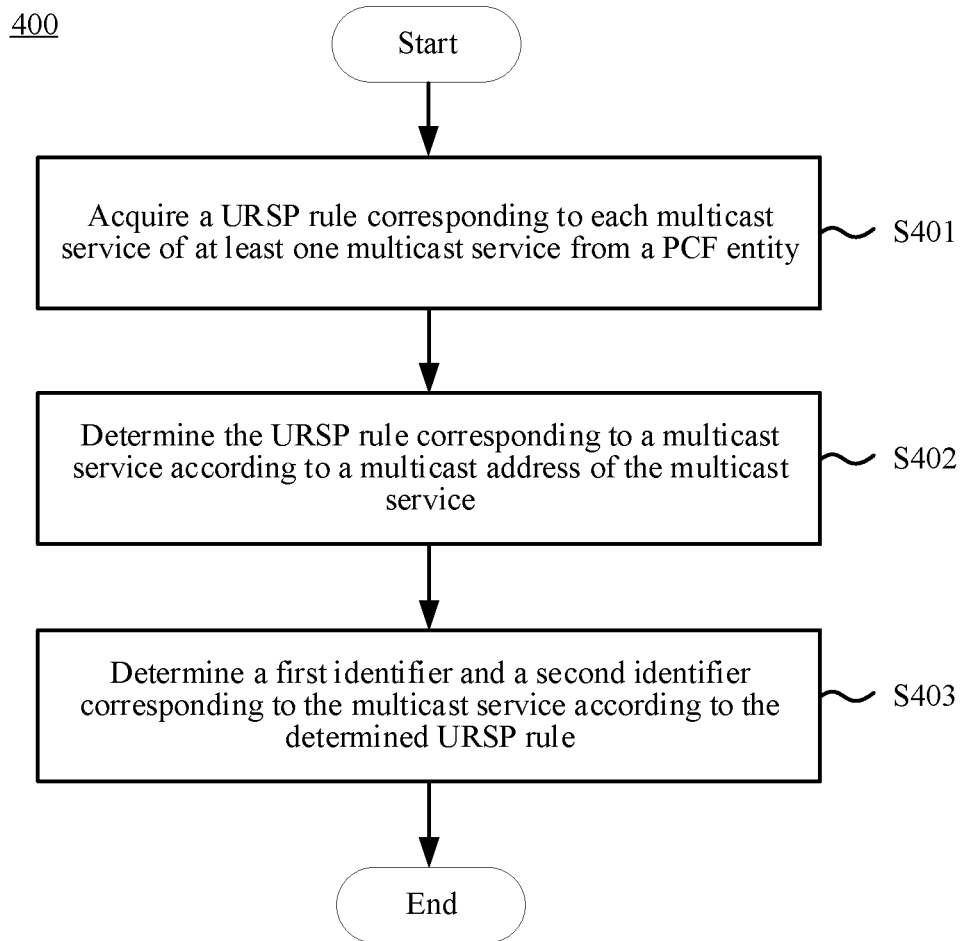 400
Start
Acquire a URSP rule corresponding to each multicast
service of at least one multicast service from a PCF entity
S401
Determine the URSP rule corresponding to a multicast
service according to a multicast address of the multicast
service
S402
Determine a first identifier and a second identifier
corresponding to the multicast service according to the
determined URSP rule
S403
End